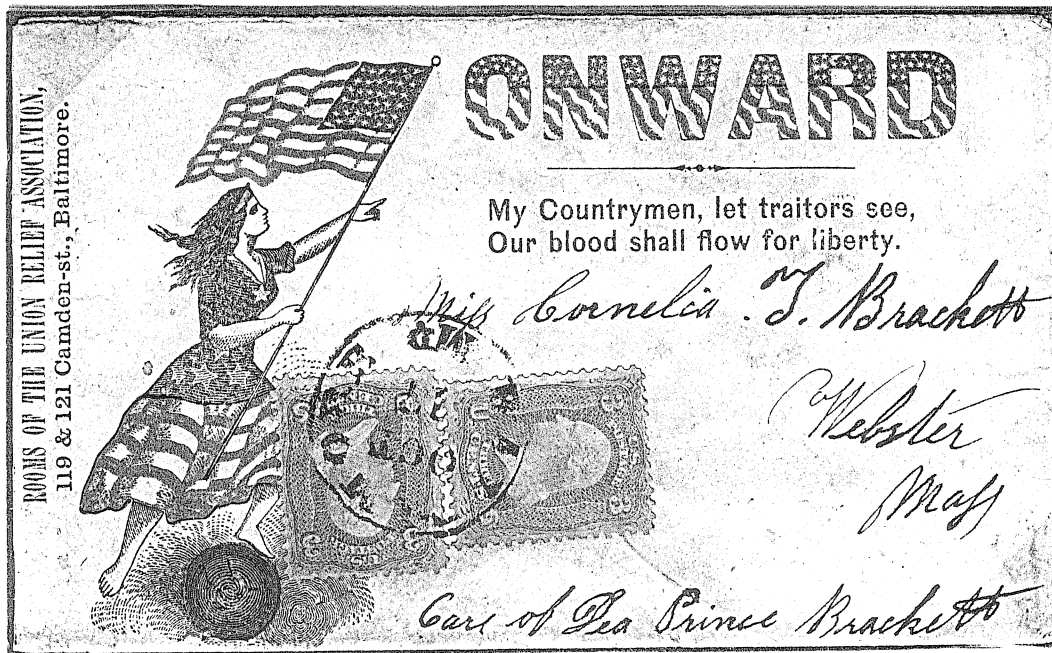 ROOMS OF THE UNION RELIEF ASSOCIATION,
119 & 121 Camden-st., Baltimore.
ONWARD
My Countrymen, let traitors see,
Our blood shall flow for liberty.
Miss Cornelia T. Brackett
Webster
Mass
Care of Dea Prince Brackett